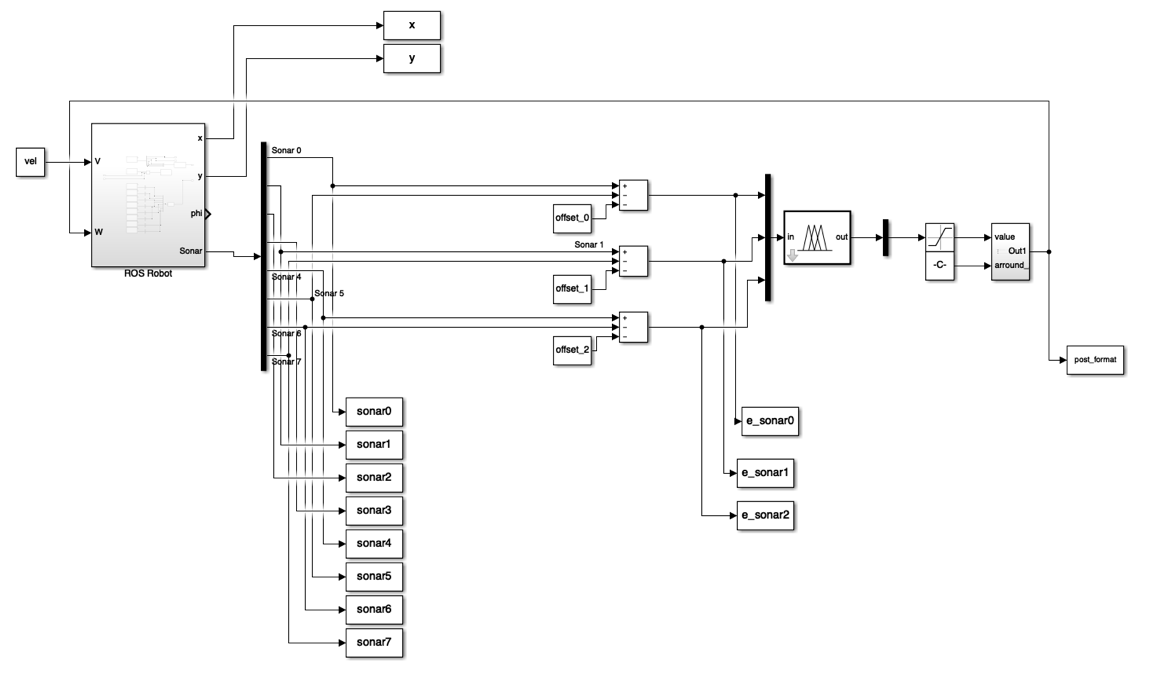 x
y
vel
V
W
x
y
phi
Sonar
ROS Robot
Sonar 0
Sonar 4
Sonar 5
Sonar 6
Sonar 7
Sonar 1
+
−
−
offset_0
+
−
−
offset_1
+
−
−
offset_2
in
out
-C-
value
Out1
arround_
post_format
sonar0
sonar1
sonar2
sonar3
sonar4
sonar5
sonar6
sonar7
e_sonar0
e_sonar1
e_sonar2